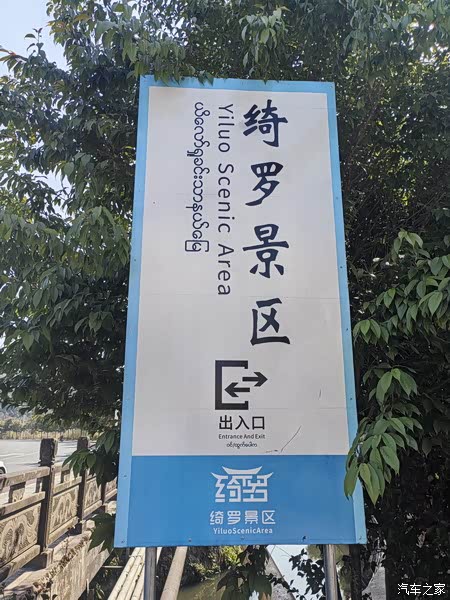 绮罗景区
Yiluo Scenic Area
出入口
Entrance And Exit
绮罗
绮罗景区
YiluoScenicArea
汽车之家